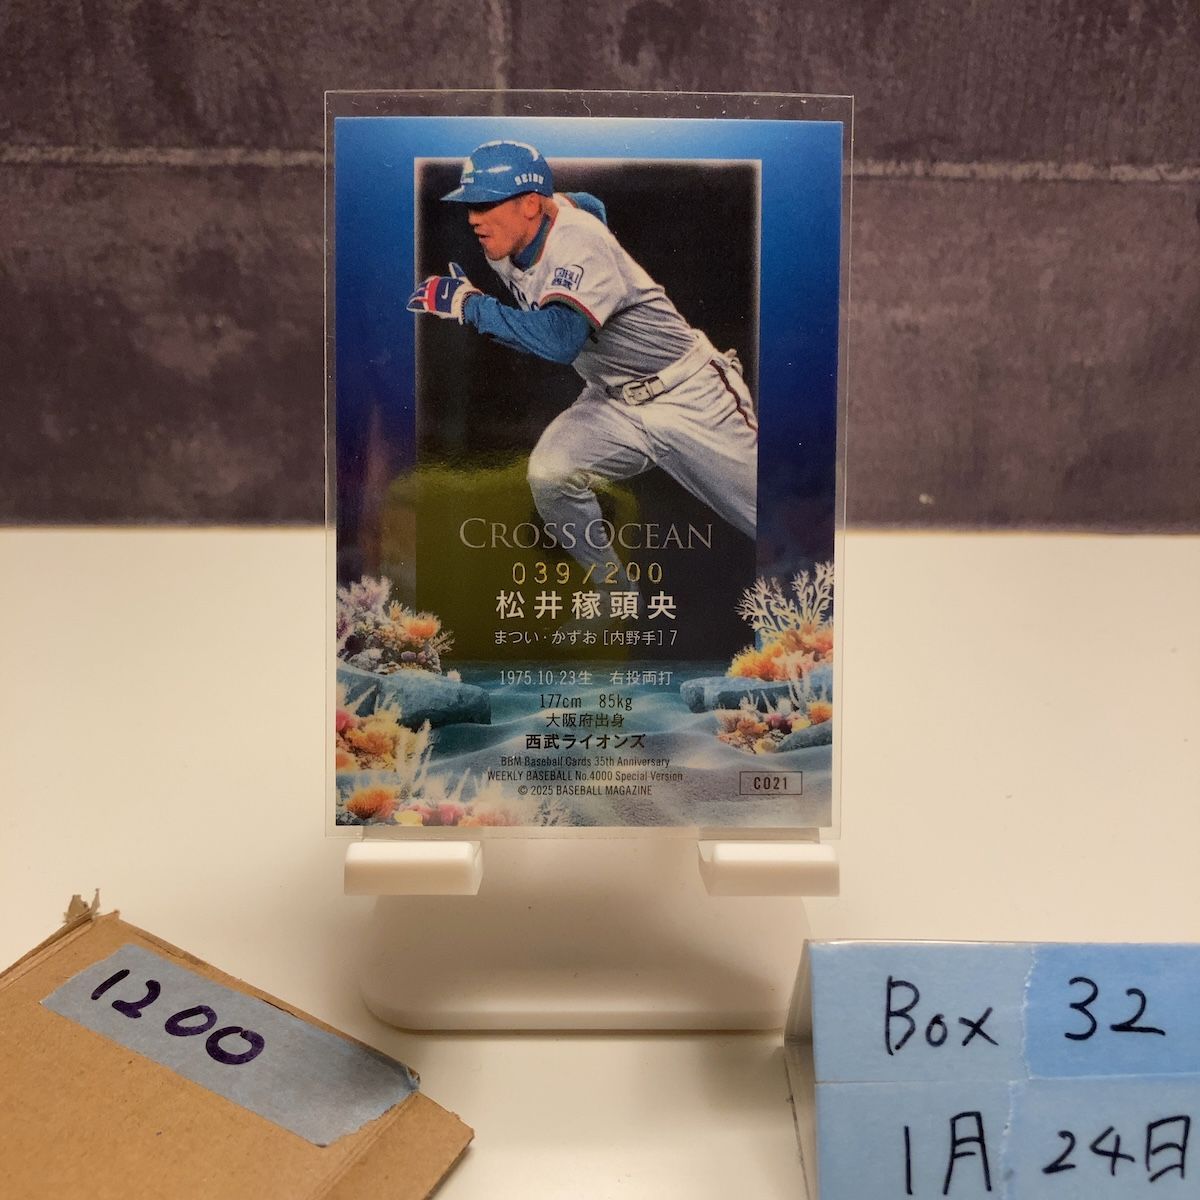 SEIBU
西武
CROSS OCEAN
039/200
松井稼頭央
まつい・かずお [内野手] 7
1975.10.23生 右投両打
177cm 85kg
大阪府出身
西武ライオンズ
BBM Baseball Cards 35th Anniversary
WEEKLY BASEBALL No.4000 Special Version
© 2025 BASEBALL MAGAZINE
CO21
1200
Box 32
1月 24日